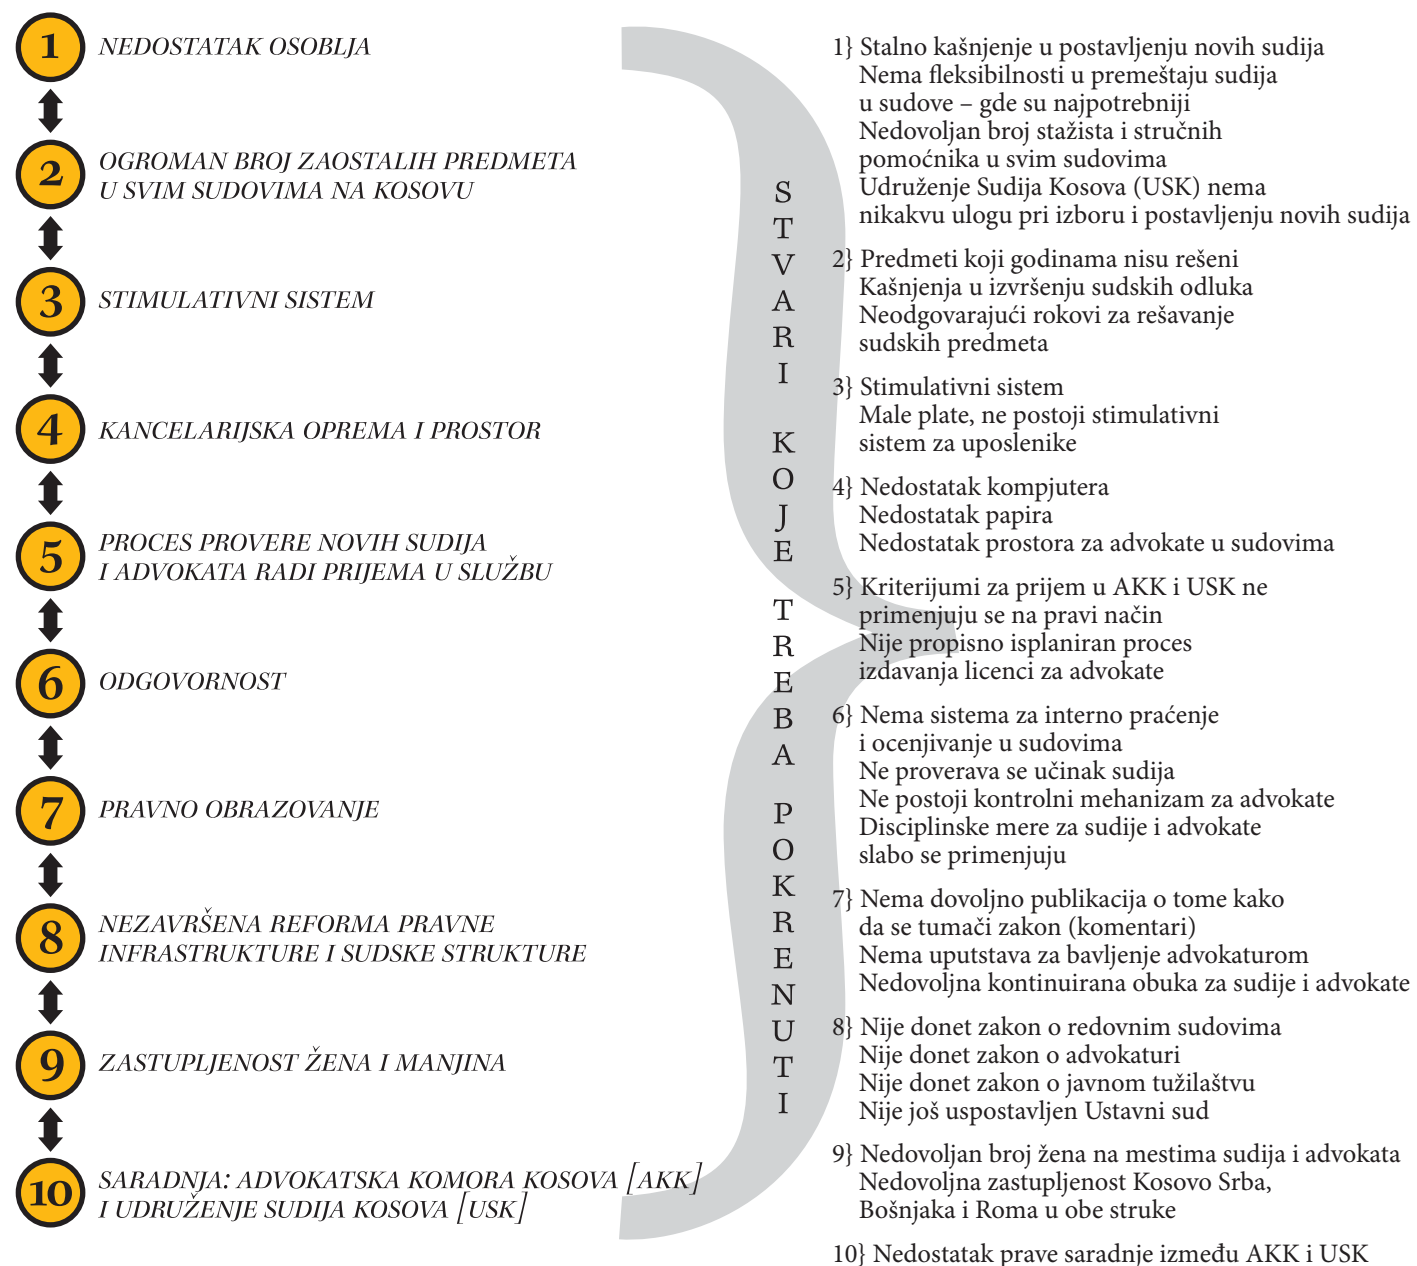 1 NEDOSTATAK OSOBLJA
2 OGROMAN BROJ ZAOSTALIH PREDMETA
U SVIM SUDOVIMA NA KOSOVU
3 STIMULATIVNI SISTEM
4 KANCELARIJSKA OPREMA I PROSTOR
5 PROCES PROVERE NOVIH SUDIJA
I ADVOKATA RADI PRIJEMA U SLUŽBU
6 ODGOVORNOST
7 PRAVNO OBRAZOVANJE
8 NEZAVRŠENA REFORMA PRAVNE
INFRASTRUKTURE I SUDSKE STRUKTURE
9 ZASTUPLJENOST ŽENA I MANJINA
10 SARADNJA: ADVOKATSKA KOMORA KOSOVA [AKK]
I UDRUŽENJE SUDIJA KOSOVA [USK]
STVARI KOJE TREBA POKRENUTI
1} Stalno kašnjenje u postavljenju novih sudija
Nema fleksibilnosti u premeštaju sudija
u sudove – gde su najpotrebniji
Nedovoljan broj stažista i stručnih
pomoćnika u svim sudovima
Udruženje Sudija Kosova (USK) nema
nikakvu ulogu pri izboru i postavljenju novih sudija
2} Predmeti koji godinama nisu rešeni
Kašnjenja u izvršenju sudskih odluka
Neodgovarajući rokovi za rešavanje
sudskih predmeta
3} Stimulativni sistem
Male plate, ne postoji stimulativni
sistem za uposlenike
4} Nedostatak kompjutera
Nedostatak papira
Nedostatak prostora za advokate u sudovima
5} Kriterijumi za prijem u AKK i USK ne
primenjuju se na pravi način
Nije propisno isplaniran proces
izdavanja licenci za advokate
6} Nema sistema za interno praćenje
i ocenjivanje u sudovima
Ne proverava se učinak sudija
Ne postoji kontrolni mehanizam za advokate
Disciplinske mere za sudije i advokate
slabo se primenjuju
7} Nema dovoljno publikacija o tome kako
da se tumači zakon (komentari)
Nema uputstava za bavljenje advokaturom
Nedovoljna kontinuirana obuka za sudije i advokate
8} Nije donet zakon o redovnim sudovima
Nije donet zakon o advokaturi
Nije donet zakon o javnom tužilaštvu
Nije još uspostavljen Ustavni sud
9} Nedovoljan broj žena na mestima sudija i advokata
Nedovoljna zastupljenost Kosovo Srba,
Bošnjaka i Roma u obe struke
10} Nedostatak prave saradnje između AKK i USK